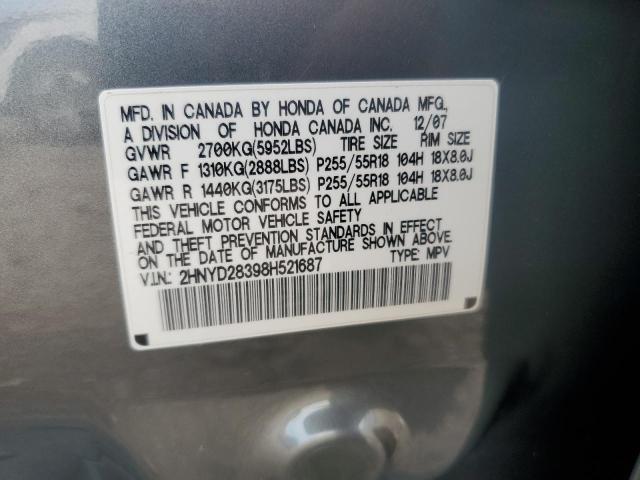 MFD. IN CANADA BY HONDA OF CANADA MFG.,
A DIVISION OF HONDA CANADA INC. 12/07
GVWR 2700KG(5952LBS) TIRE SIZE RIM SIZE
GAWR F 1310KG(2888LBS) P255/55R18 104H 18X8.0J
GAWR R 1440KG(3175LBS) P255/55R18 104H 18X8.0J
THIS VEHICLE CONFORMS TO ALL APPLICABLE
FEDERAL MOTOR VEHICLE SAFETY
AND THEFT PREVENTION STANDARDS IN EFFECT
ON THE DATE OF MANUFACTURE SHOWN ABOVE.
V.I.N.: 2HNYD28398H521687 TYPE: MPV